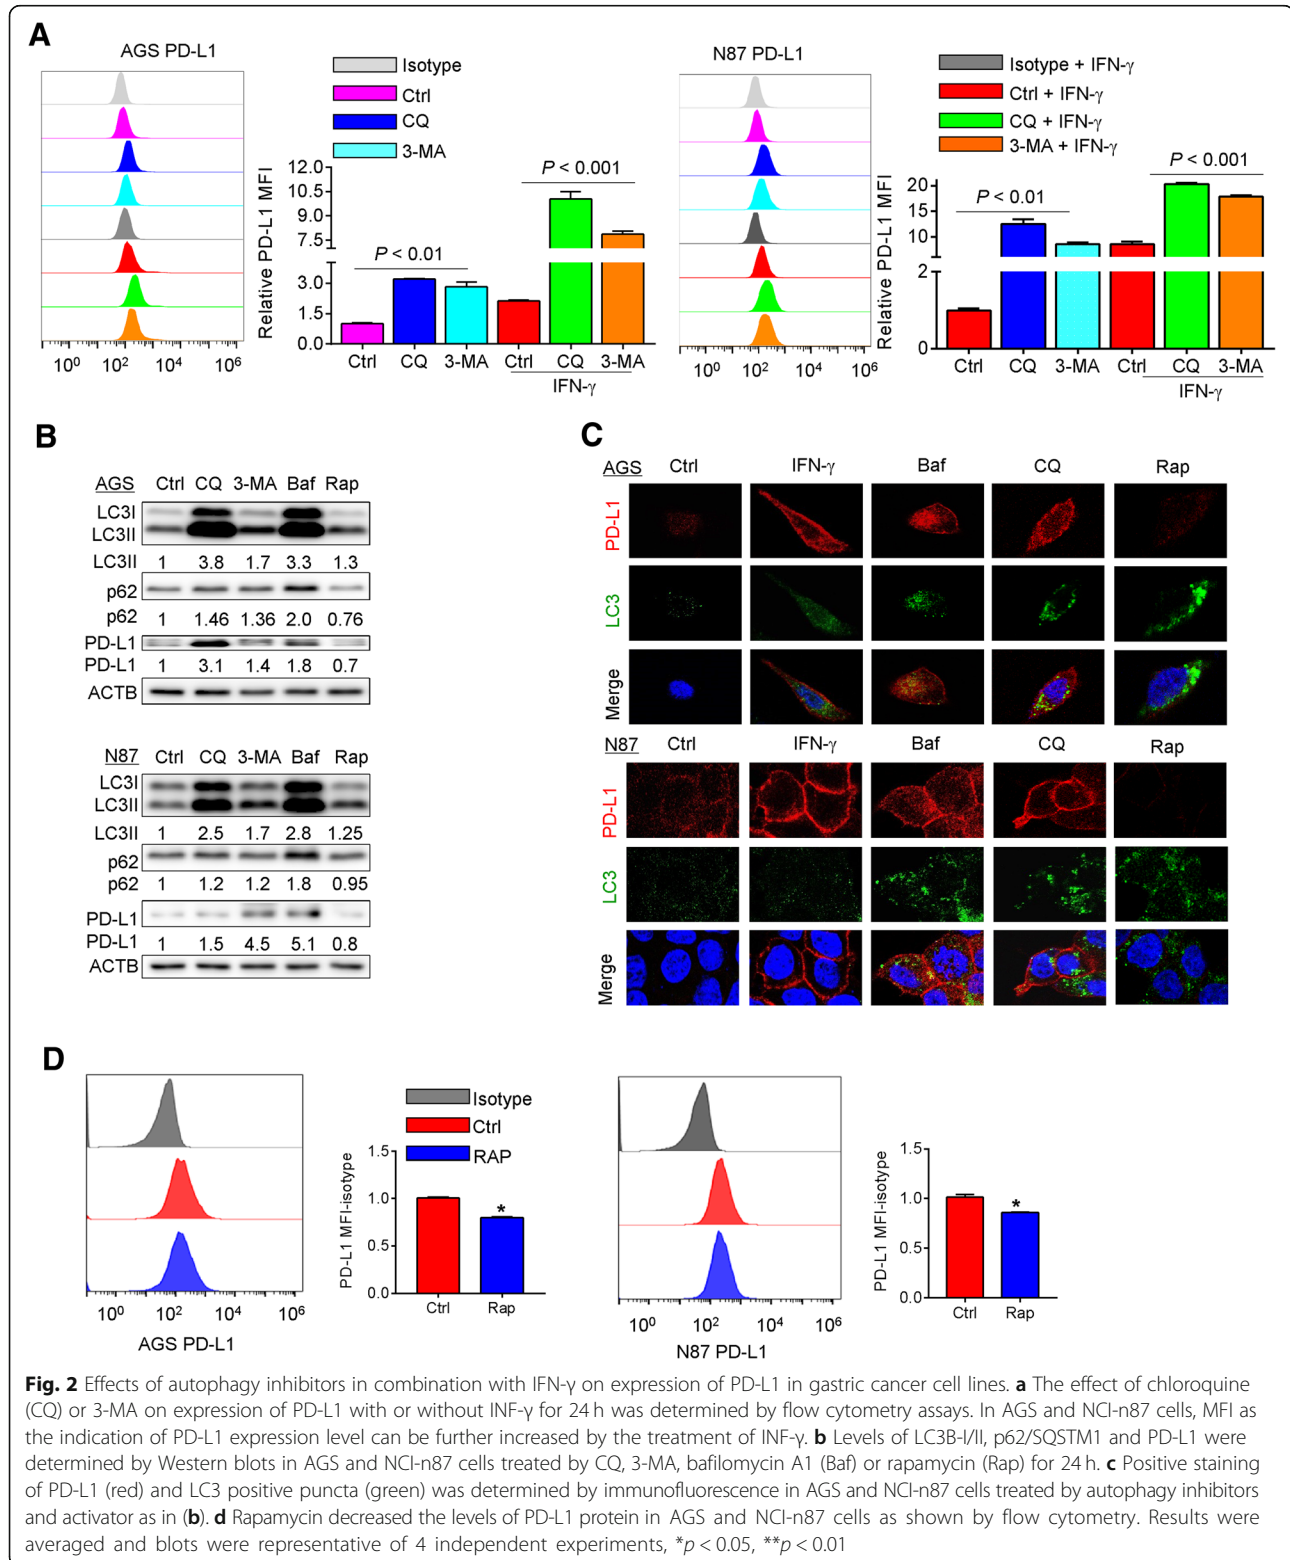 A
AGS PD-L1
Isotype
Ctrl
CQ
3-MA
10⁰ 10² 10⁴ 10⁶
Relative PD-L1 MFI
12.0
10.5
9.0
7.5
3.0
1.5
0.0
P < 0.01
P < 0.001
Ctrl CQ 3-MA Ctrl CQ 3-MA
IFN-γ
N87 PD-L1
Isotype + IFN-γ
Ctrl + IFN-γ
CQ + IFN-γ
3-MA + IFN-γ
10⁰ 10² 10⁴ 10⁶
Relative PD-L1 MFI
20
15
10
2
0
P < 0.01
P < 0.001
Ctrl CQ 3-MA Ctrl CQ 3-MA
IFN-γ
B
AGS Ctrl CQ 3-MA Baf Rap
LC3I
LC3II
LC3II 1 3.8 1.7 3.3 1.3
p62
p62 1 1.46 1.36 2.0 0.76
PD-L1
PD-L1 1 3.1 1.4 1.8 0.7
ACTB
N87 Ctrl CQ 3-MA Baf Rap
LC3I
LC3II
LC3II 1 2.5 1.7 2.8 1.25
p62
p62 1 1.2 1.2 1.8 0.95
PD-L1
PD-L1 1 1.5 4.5 5.1 0.8
ACTB
C
AGS Ctrl IFN-γ Baf CQ Rap
PD-L1
LC3
Merge
N87 Ctrl IFN-γ Baf CQ Rap
PD-L1
LC3
Merge
D
10⁰ 10² 10⁴ 10⁶
AGS PD-L1
Isotype
Ctrl
RAP
PD-L1 MFI-isotype
1.5
1.0
0.5
0.0
*
Ctrl Rap
10⁰ 10² 10⁴ 10⁶
N87 PD-L1
PD-L1 MFI-isotype
1.5
1.0
0.5
0.0
*
Ctrl Rap
Fig. 2 Effects of autophagy inhibitors in combination with IFN-γ on expression of PD-L1 in gastric cancer cell lines. a The effect of chloroquine
(CQ) or 3-MA on expression of PD-L1 with or without INF-γ for 24 h was determined by flow cytometry assays. In AGS and NCI-n87 cells, MFI as
the indication of PD-L1 expression level can be further increased by the treatment of INF-γ. b Levels of LC3B-I/II, p62/SQSTM1 and PD-L1 were
determined by Western blots in AGS and NCI-n87 cells treated by CQ, 3-MA, bafilomycin A1 (Baf) or rapamycin (Rap) for 24 h. c Positive staining
of PD-L1 (red) and LC3 positive puncta (green) was determined by immunofluorescence in AGS and NCI-n87 cells treated by autophagy inhibitors
and activator as in (b). d Rapamycin decreased the levels of PD-L1 protein in AGS and NCI-n87 cells as shown by flow cytometry. Results were
averaged and blots were representative of 4 independent experiments, *p < 0.05, **p < 0.01